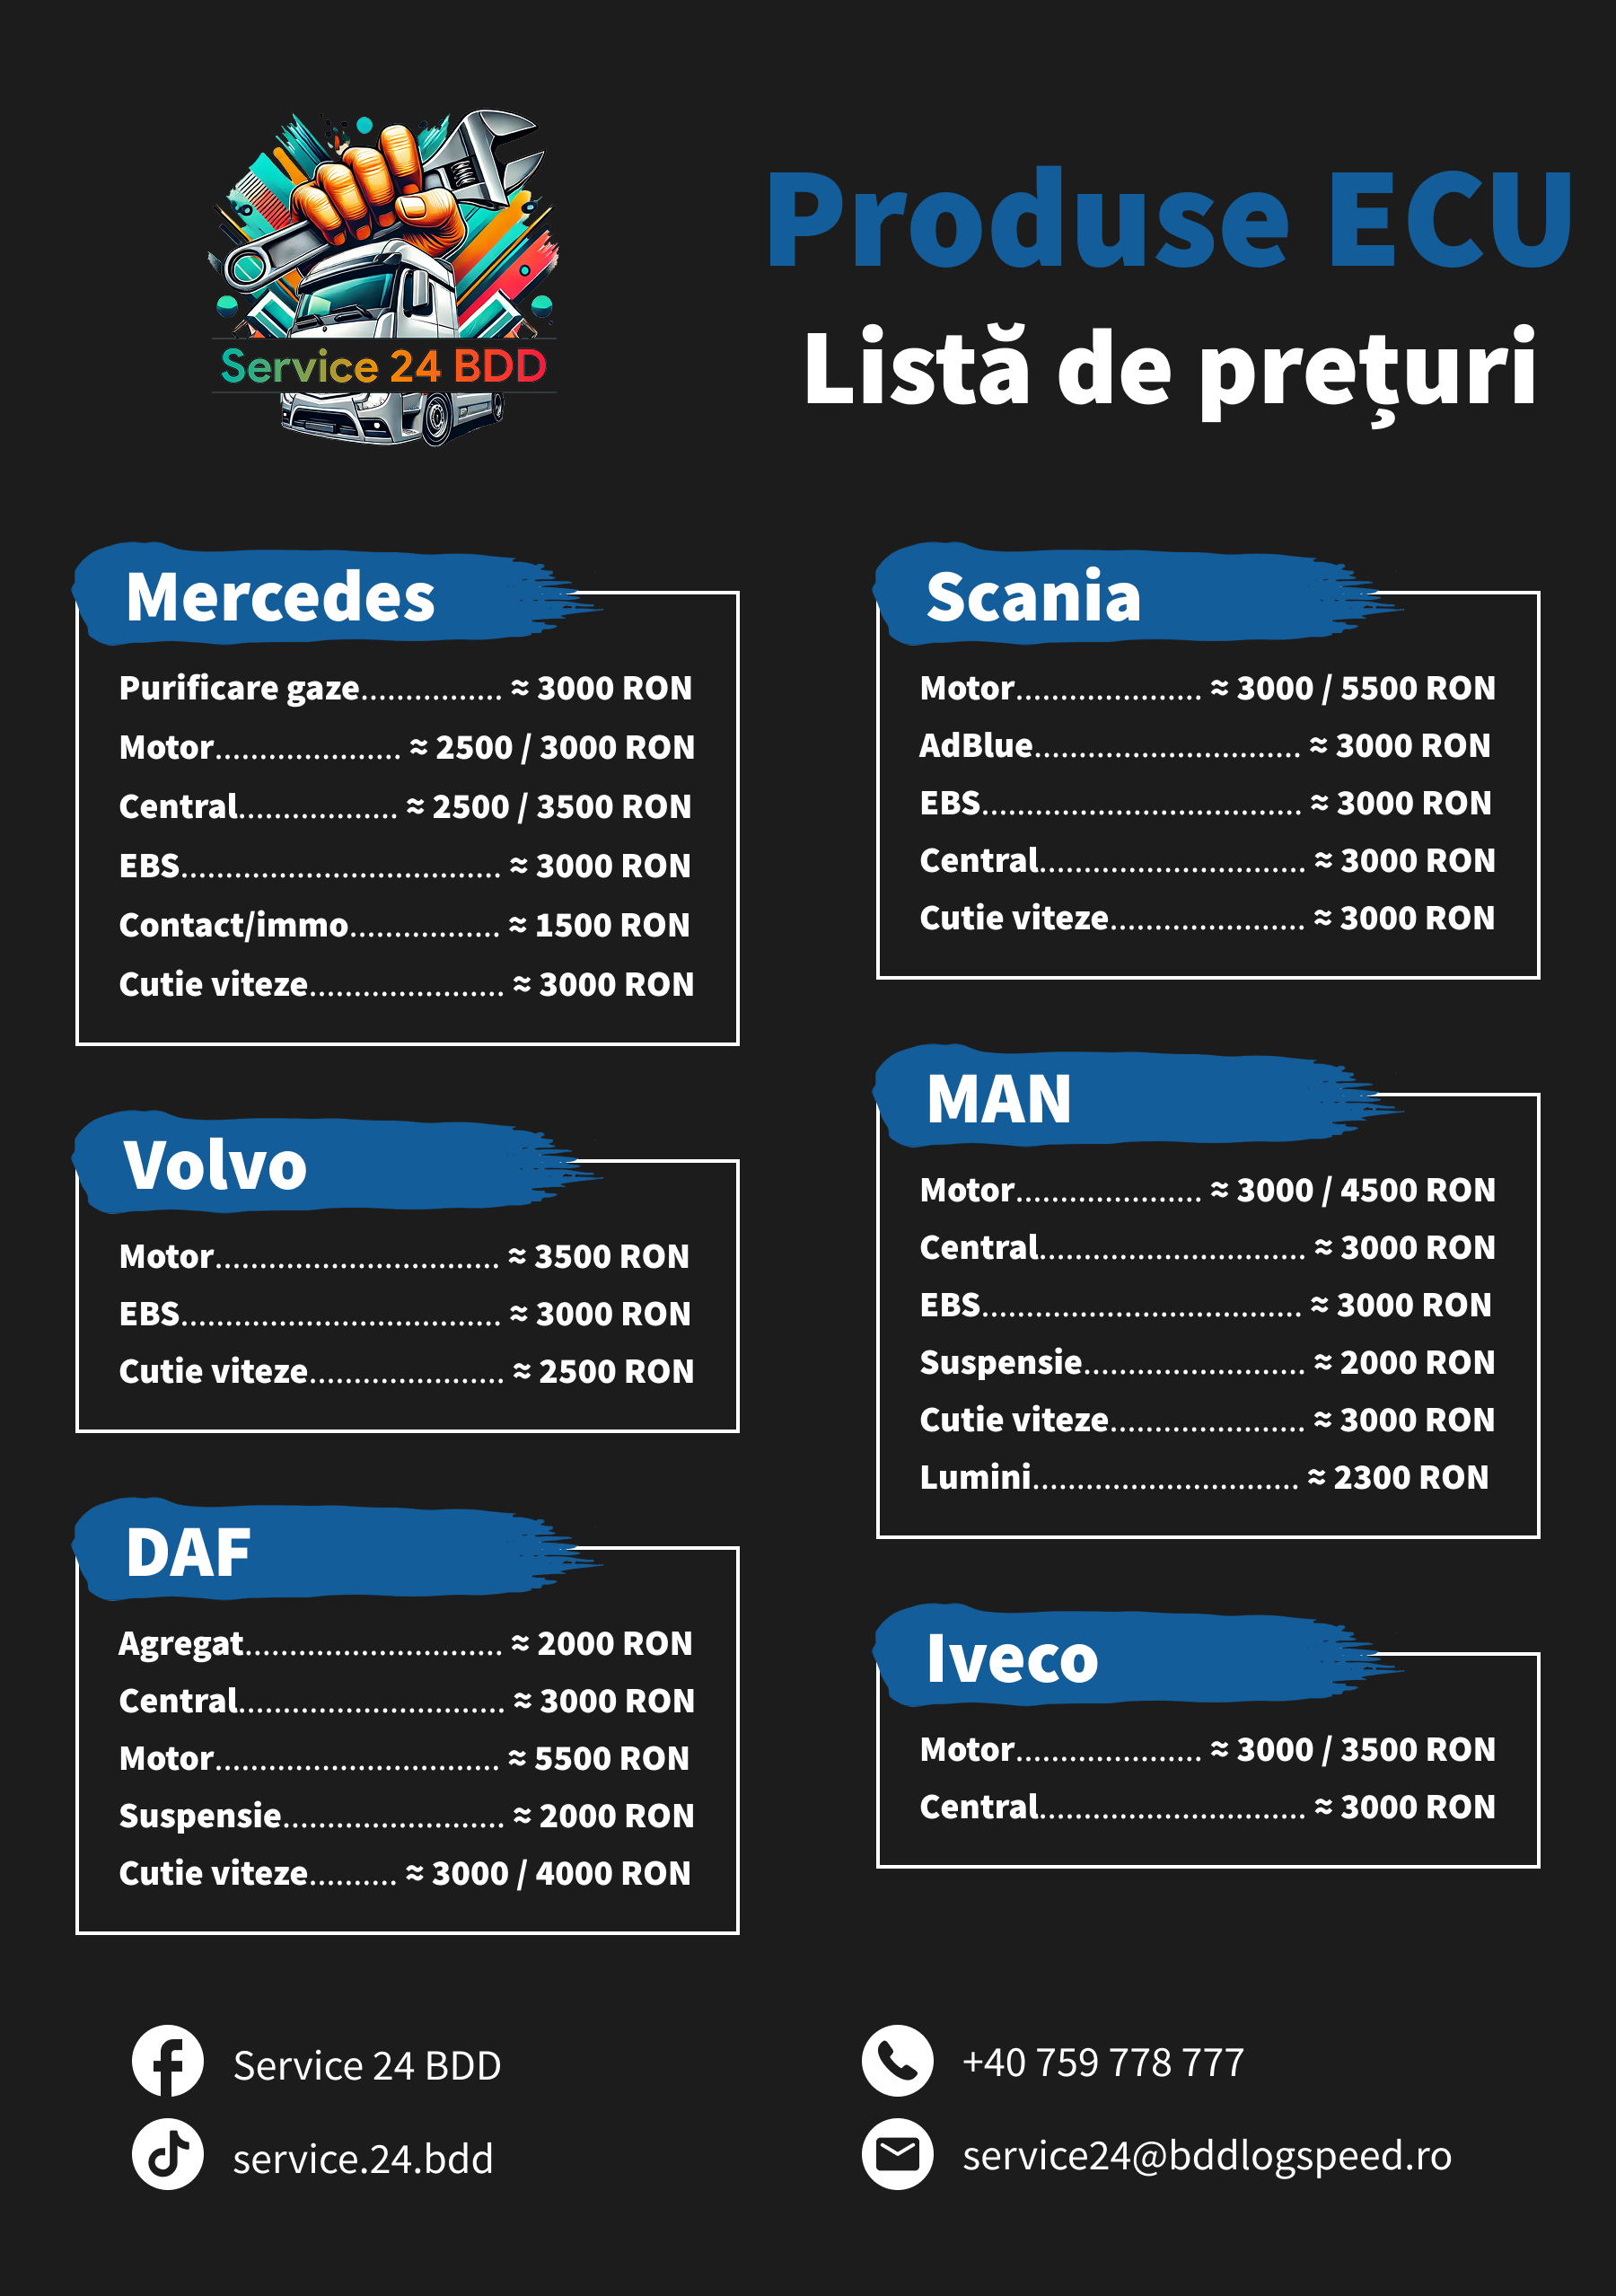 Service 24 BDD
Produse ECU
Listă de prețuri
Mercedes
Purificare gaze................ ≈ 3000 RON
Motor..................... ≈ 2500 / 3000 RON
Central.................. ≈ 2500 / 3500 RON
EBS.................................... ≈ 3000 RON
Contact/immo................. ≈ 1500 RON
Cutie viteze...................... ≈ 3000 RON
Volvo
Motor................................ ≈ 3500 RON
EBS.................................... ≈ 3000 RON
Cutie viteze...................... ≈ 2500 RON
DAF
Agregat............................. ≈ 2000 RON
Central.............................. ≈ 3000 RON
Motor................................ ≈ 5500 RON
Suspensie......................... ≈ 2000 RON
Cutie viteze.......... ≈ 3000 / 4000 RON
Scania
Motor..................... ≈ 3000 / 5500 RON
AdBlue.............................. ≈ 3000 RON
EBS.................................... ≈ 3000 RON
Central.............................. ≈ 3000 RON
Cutie viteze...................... ≈ 3000 RON
MAN
Motor..................... ≈ 3000 / 4500 RON
Central.............................. ≈ 3000 RON
EBS.................................... ≈ 3000 RON
Suspensie......................... ≈ 2000 RON
Cutie viteze...................... ≈ 3000 RON
Lumini.............................. ≈ 2300 RON
Iveco
Motor..................... ≈ 3000 / 3500 RON
Central.............................. ≈ 3000 RON
Service 24 BDD
service.24.bdd
+40 759 778 777
service24@bddlogspeed.ro